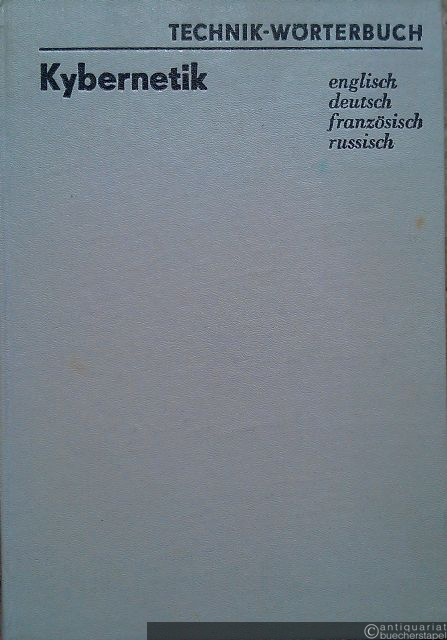 TECHNIK-WÖRTERBUCH
Kybernetik
englisch
deutsch
französisch
russisch
©antiquariat
buecherstapel